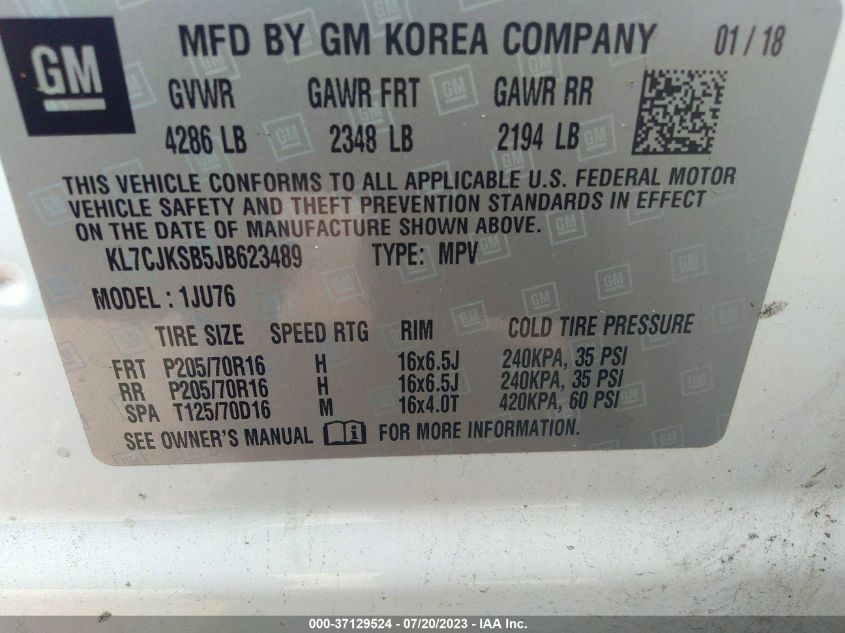 GM
MFD BY GM KOREA COMPANY 01 / 18
GVWR GAWR FRT GAWR RR
4286 LB 2348 LB 2194 LB
THIS VEHICLE CONFORMS TO ALL APPLICABLE U.S. FEDERAL MOTOR
VEHICLE SAFETY AND THEFT PREVENTION STANDARDS IN EFFECT
ON THE DATE OF MANUFACTURE SHOWN ABOVE.
KL7CJKSB5JB623489 TYPE: MPV
MODEL : 1JU76
TIRE SIZE SPEED RTG RIM COLD TIRE PRESSURE
FRT P205/70R16 H 16x6.5J 240KPA, 35 PSI
RR P205/70R16 H 16x6.5J 240KPA, 35 PSI
SPA T125/70D16 M 16x4.0T 420KPA, 60 PSI
SEE OWNER'S MANUAL FOR MORE INFORMATION.
000-37129524 - 07/20/2023 - IAA Inc.